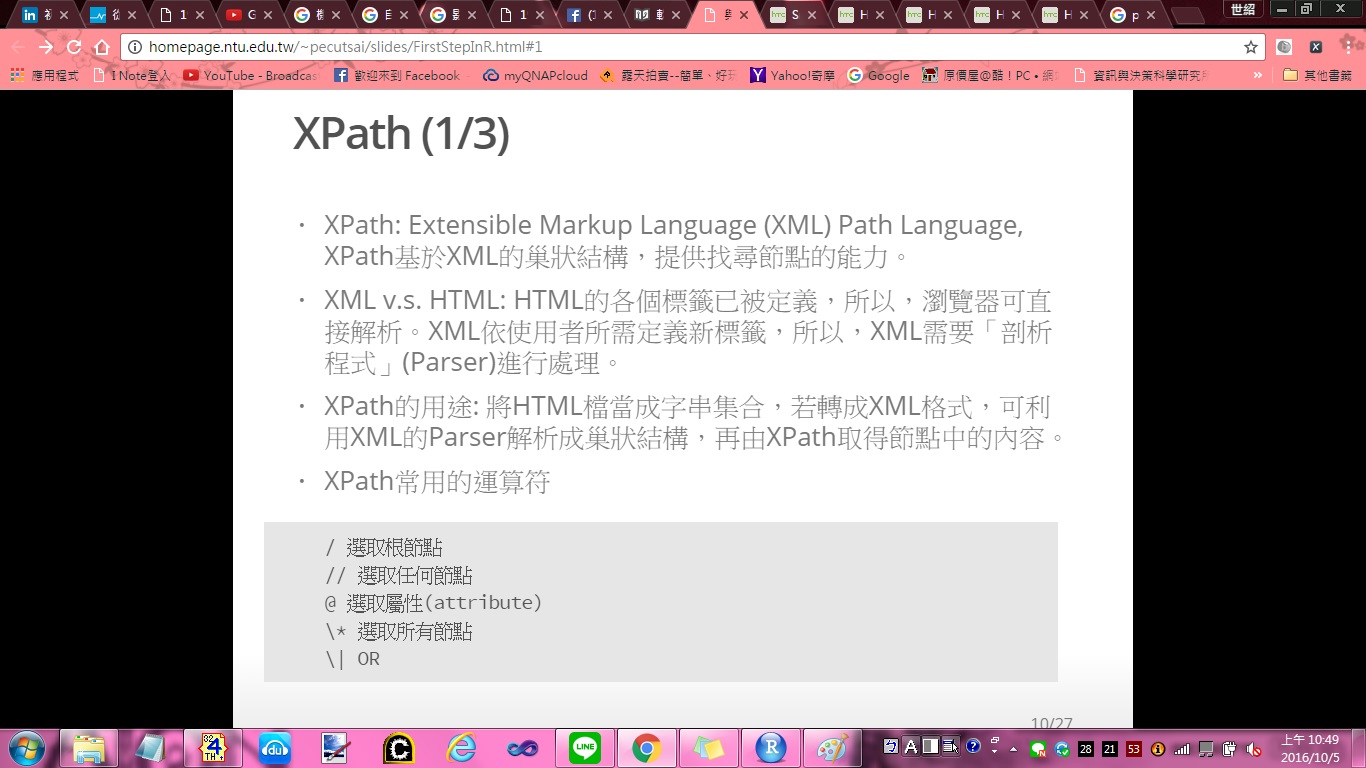 世紹
homepage.ntu.edu.tw/~pecutsai/slides/FirstStepInR.html#1
應用程式
I Note登入
YouTube - Broadcas
歡迎來到 Facebook
myQNAPcloud
露天拍賣--簡單、好玩
Yahoo!奇摩
Google
原價屋@酷！PC • 網
資訊與決策科學研究所
»
其他書籤
XPath (1/3)
• XPath: Extensible Markup Language (XML) Path Language,
XPath基於XML的巢狀結構，提供找尋節點的能力。
• XML v.s. HTML: HTML的各個標籤已被定義，所以，瀏覽器可直
接解析。XML依使用者所需定義新標籤，所以，XML需要「剖析
程式」(Parser)進行處理。
• XPath的用途: 將HTML檔當成字串集合，若轉成XML格式，可利
用XML的Parser解析成巢狀結構，再由XPath取得節點中的內容。
• XPath常用的運算符
/ 選取根節點
// 選取任何節點
@ 選取屬性(attribute)
\* 選取所有節點
\| OR
10/27
LINE
28 21 53
上午 10:49
2016/10/5